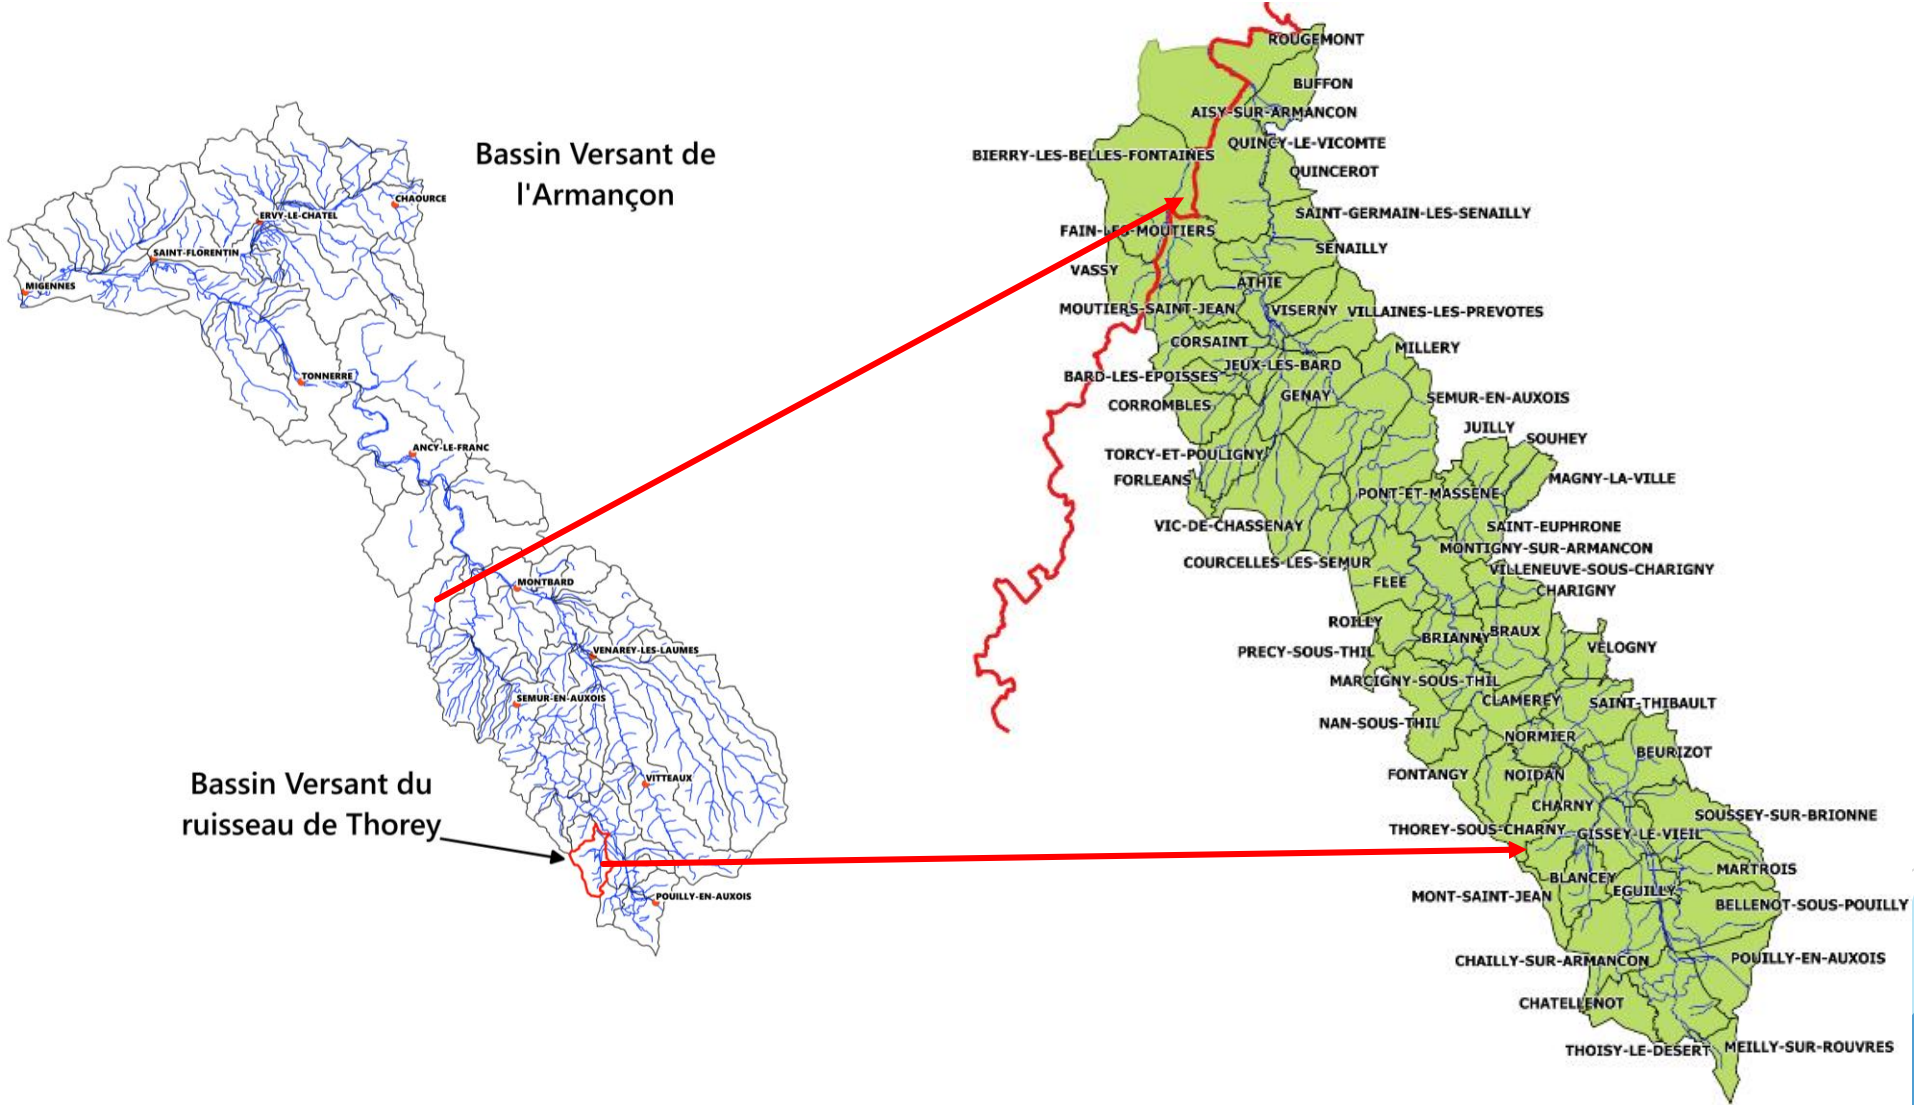 Bassin Versant de
l'Armançon
CHAOURCE
ERVY-LE-CHATEL
SAINT-FLORENTIN
MIGENNES
TONNERRE
ANCY-LE-FRANC
MONTBARD
VENAREY-LES-LAUMES
SEMUR-EN-AUXOIS
VITTEAUX
Bassin Versant du
ruisseau de Thorey
POUILLY-EN-AUXOIS
ROUGEMONT
BUFFON
AISY-SUR-ARMANCON
QUINCY-LE-VICOMTE
BIERRY-LES-BELLES-FONTAINES
QUINCEROT
SAINT-GERMAIN-LES-SENAILLY
FAIN-LES-MOUTIERS
SENAILLY
VASSY
ATHIE
MOUTIERS-SAINT-JEAN
VISERNY
VILLAINES-LES-PREVOTES
CORSAINT
MILLERY
JEUX-LES-BARD
BARD-LES-EPOISSES
GENAY
SEMUR-EN-AUXOIS
CORROMBLES
JUILLY
SOUHEY
TORCY-ET-POULIGNY
FORLEANS
MAGNY-LA-VILLE
PONT-ET-MASSENE
VIC-DE-CHASSENAY
SAINT-EUPHRONE
MONTIGNY-SUR-ARMANCON
COURCELLES-LES-SEMUR
VILLENEUVE-SOUS-CHARIGNY
FLEE
CHARIGNY
ROILLY
BRIANNY
BRAUX
VELOGNY
PRECY-SOUS-THIL
MARCIGNY-SOUS-THIL
CLAMEREY
SAINT-THIBAULT
NAN-SOUS-THIL
NORMIER
BEURIZOT
FONTANGY
NOIDAN
CHARNY
SOUSSEY-SUR-BRIONNE
THOREY-SOUS-CHARNY
GISSEY-LE-VIEIL
MARTROIS
BLANCEY
EGUILLY
MONT-SAINT-JEAN
BELLENOT-SOUS-POUILLY
CHAILLY-SUR-ARMANCON
POUILLY-EN-AUXOIS
CHATELLENOT
THOISY-LE-DESERT
MEILLY-SUR-ROUVRES